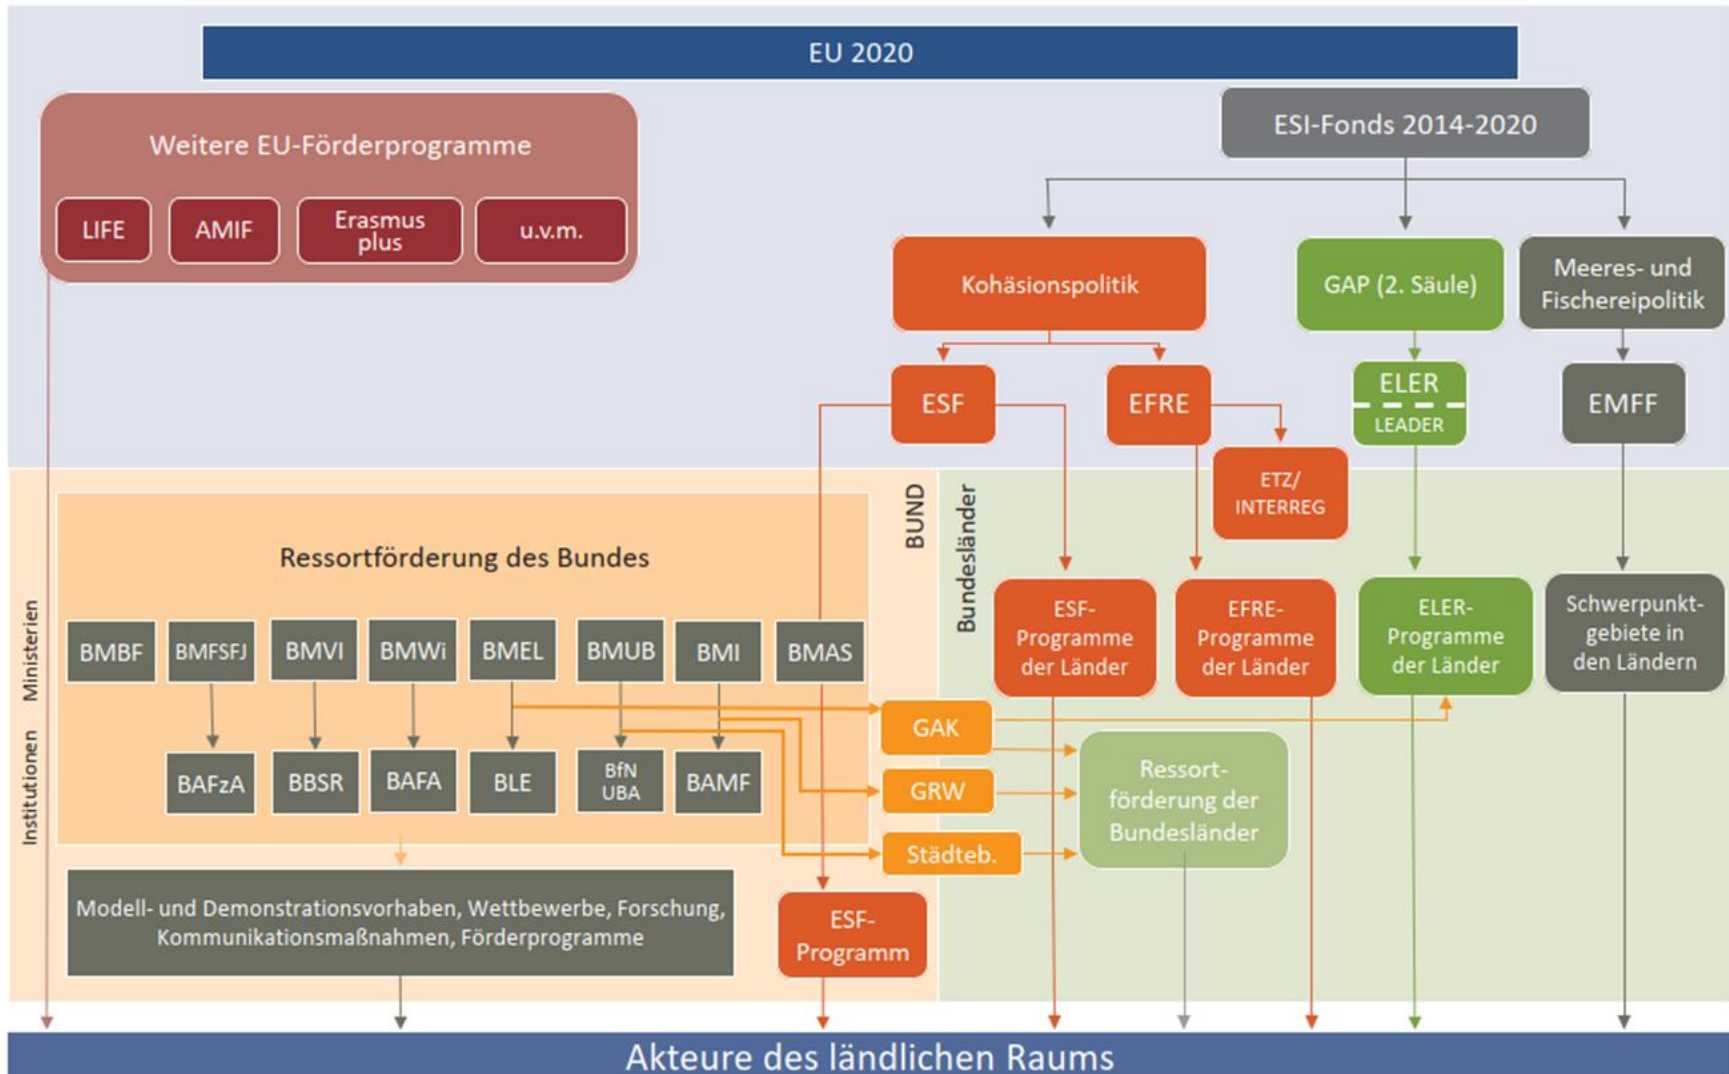 EU 2020
Weitere EU-Förderprogramme
LIFE
AMIF
Erasmus
plus
u.v.m.
ESI-Fonds 2014-2020
Kohäsionspolitik
GAP (2. Säule)
Meeres- und
Fischereipolitik
ESF
EFRE
ELER
LEADER
EMFF
ETZ/
INTERREG
BUND
Bundesländer
Ministerien
Institutionen
Ressortförderung des Bundes
BMBF
BMFSFJ
BMVI
BMWi
BMEL
BMUB
BMI
BMAS
BAFzA
BBSR
BAFA
BLE
BfN
UBA
BAMF
ESF-
Programme
der Länder
EFRE-
Programme
der Länder
ELER-
Programme
der Länder
Schwerpunkt-
gebiete in
den Ländern
GAK
GRW
Städteb.
Ressort-
förderung der
Bundesländer
Modell- und Demonstrationsvorhaben, Wettbewerbe, Forschung,
Kommunikationsmaßnahmen, Förderprogramme
ESF-
Programm
Akteure des ländlichen Raums